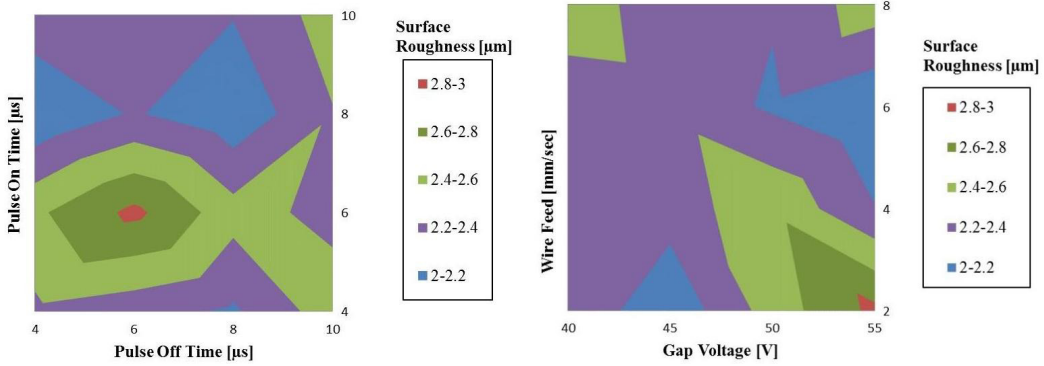 10
8
6
4
Pulse On Time [µs]
4 6 8 10
Pulse Off Time [µs]
Surface
Roughness [µm]
2.8-3
2.6-2.8
2.4-2.6
2.2-2.4
2-2.2
8
6
4
2
Wire Feed [mm/sec]
40 45 50 55
Gap Voltage [V]
Surface
Roughness [µm]
2.8-3
2.6-2.8
2.4-2.6
2.2-2.4
2-2.2